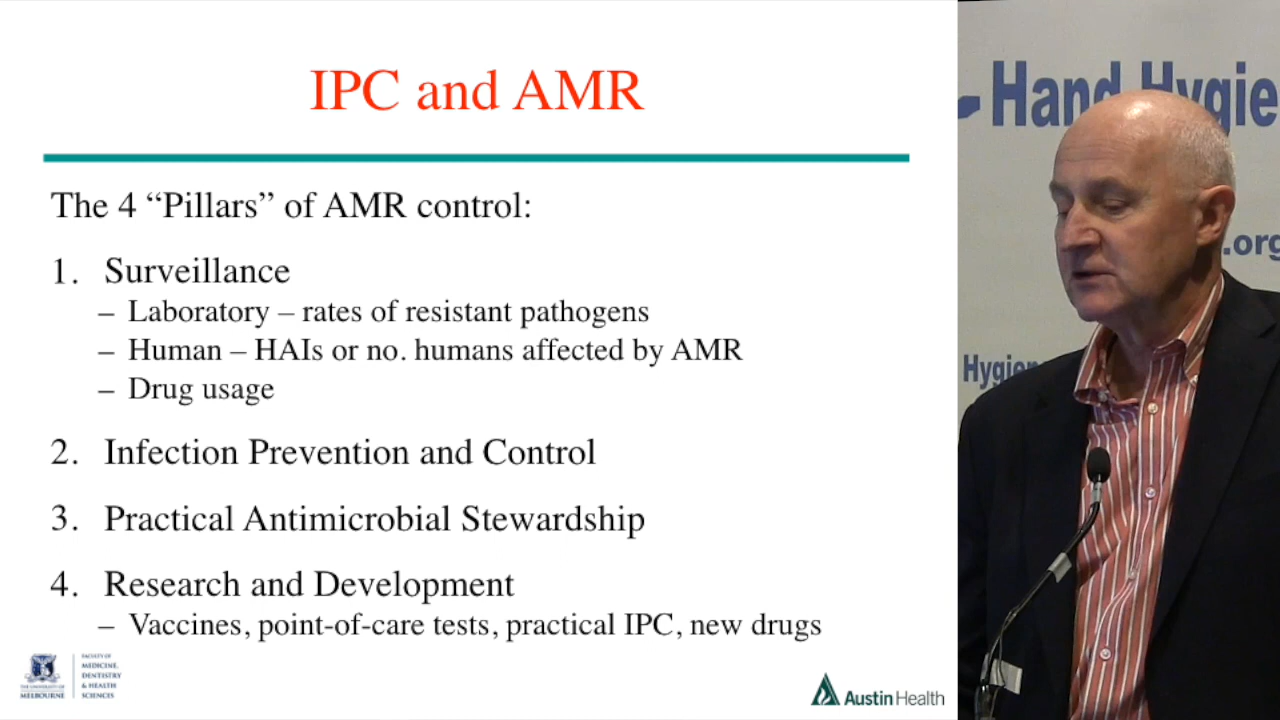 IPC and AMR
The 4 “Pillars” of AMR control:
1. Surveillance
– Laboratory – rates of resistant pathogens
– Human – HAIs or no. humans affected by AMR
– Drug usage
2. Infection Prevention and Control
3. Practical Antimicrobial Stewardship
4. Research and Development
– Vaccines, point-of-care tests, practical IPC, new drugs
THE UNIVERSITY OF
MELBOURNE
FACULTY OF
MEDICINE,
DENTISTRY
& HEALTH
SCIENCES
Austin Health
Hand Hygie
.org
Hygien